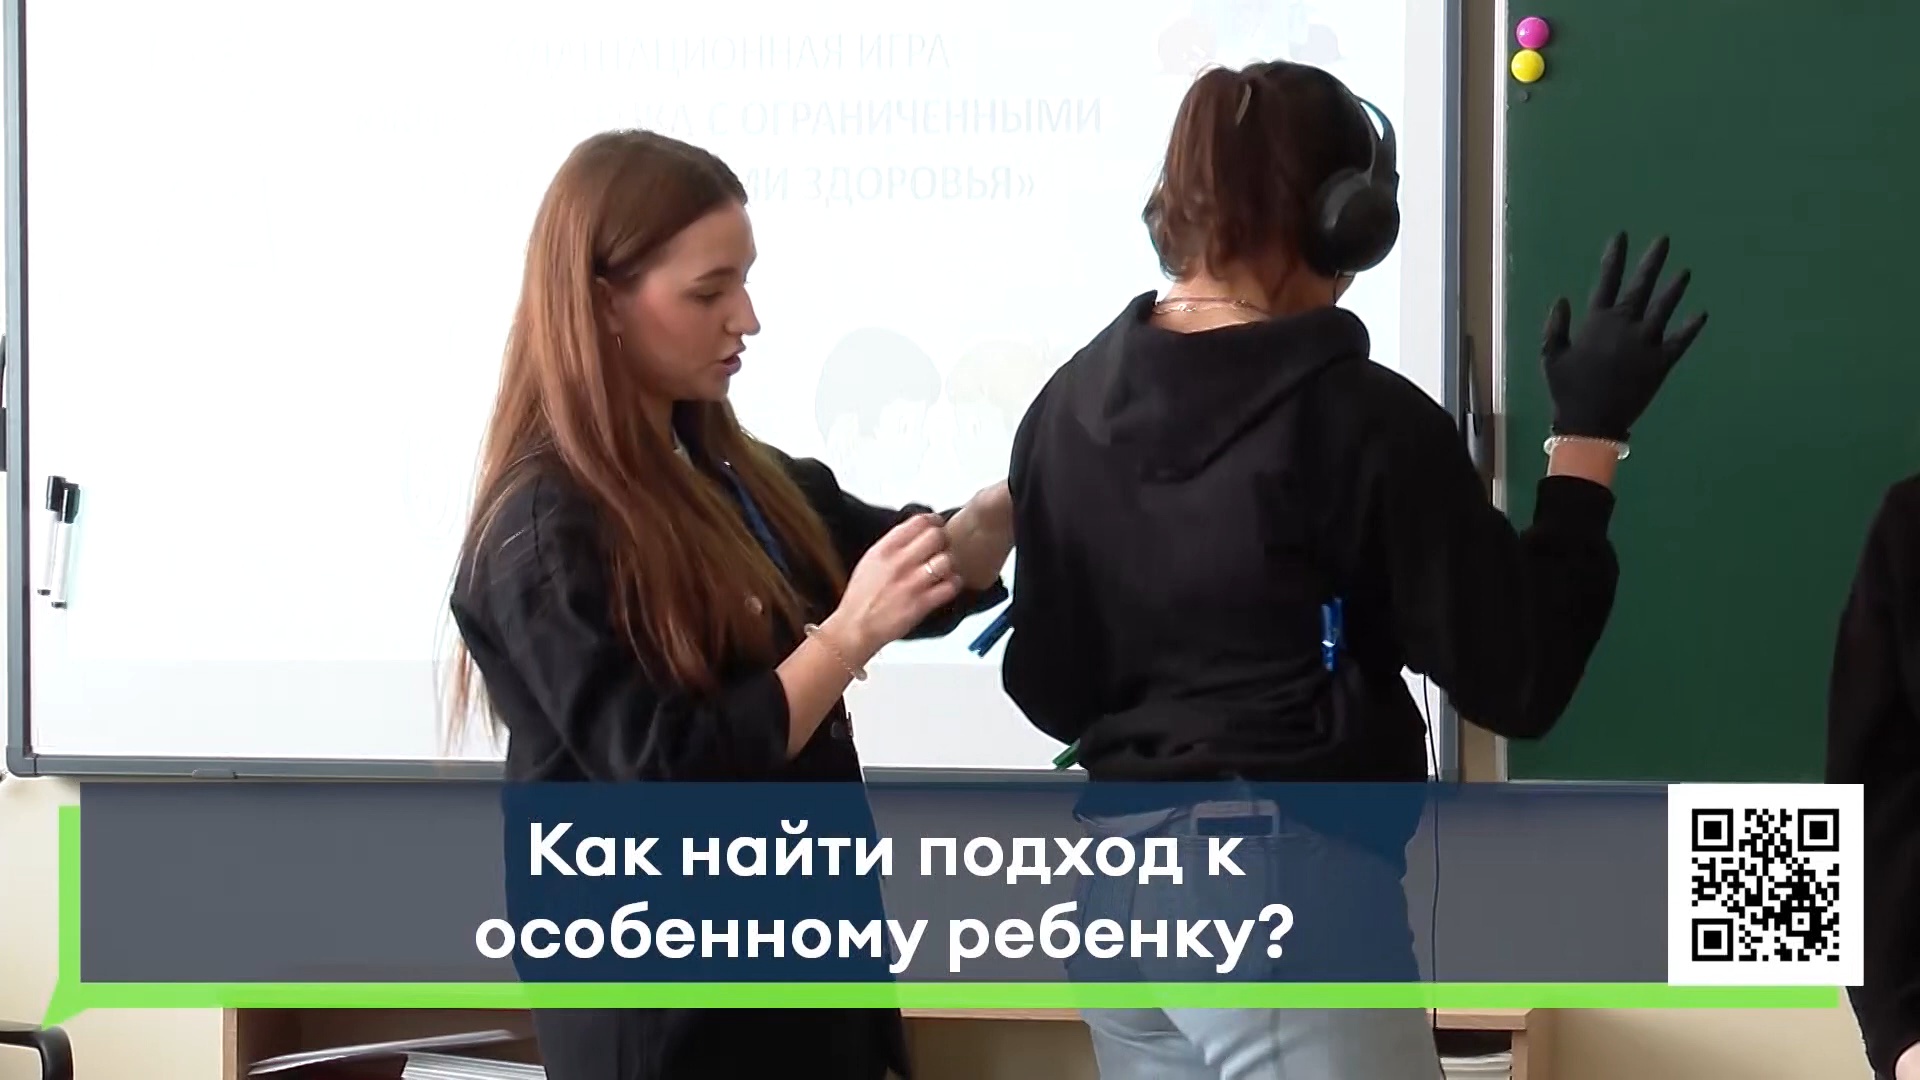 ИГРА
С ОГРАНИЧЕННЫМИ
ЗДОРОВЬЯ»
Как найти подход к
особенному ребенку?